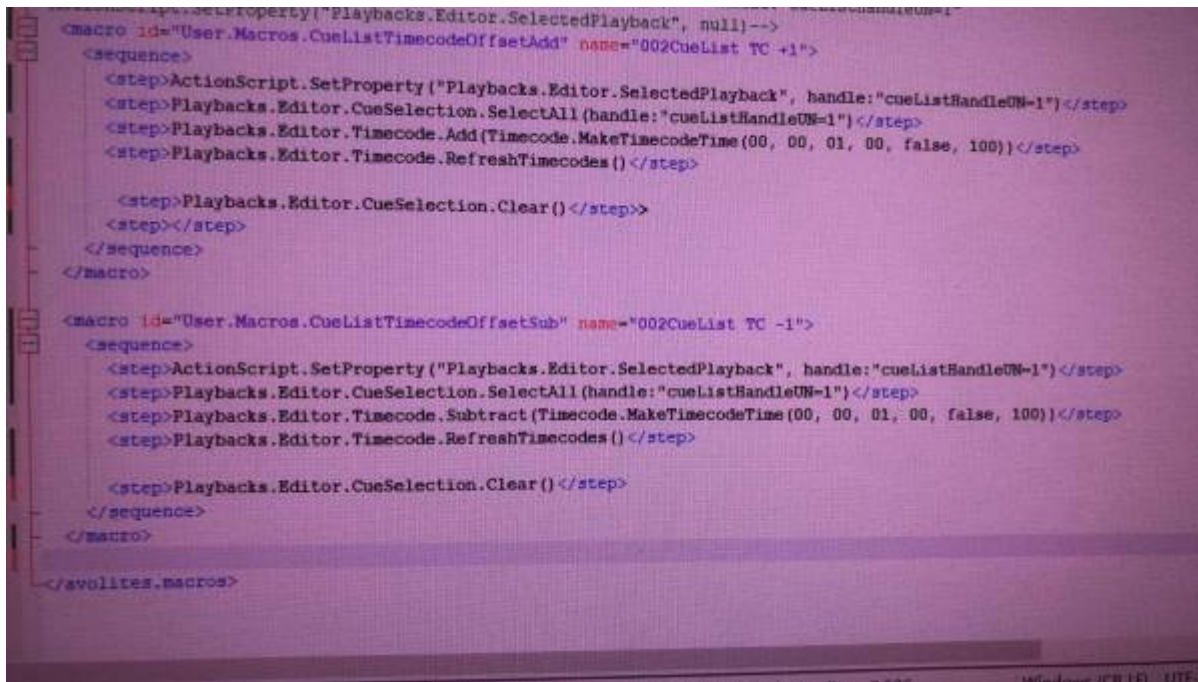 ActionScript.SetProperty("Playbacks.Editor.SelectedPlayback", null)-->
<macro id="User.Macros.CueListTimecodeOffsetAdd" name="002CueList TC +1">
<sequence>
<step>ActionScript.SetProperty("Playbacks.Editor.SelectedPlayback", handle:"cueListHandleUN=1")</step>
<step>Playbacks.Editor.CueSelection.SelectAll(handle:"cueListHandleUN=1")</step>
<step>Playbacks.Editor.Timecode.Add(Timecode.MakeTimecodeTime(00, 00, 01, 00, false, 100))</step>
<step>Playbacks.Editor.Timecode.RefreshTimecodes()</step>
<step>Playbacks.Editor.CueSelection.Clear()</step>>
<step></step>
</sequence>
</macro>
<macro id="User.Macros.CueListTimecodeOffsetSub" name="002CueList TC -1">
<sequence>
<step>ActionScript.SetProperty("Playbacks.Editor.SelectedPlayback", handle:"cueListHandleUN=1")</step>
<step>Playbacks.Editor.CueSelection.SelectAll(handle:"cueListHandleUN=1")</step>
<step>Playbacks.Editor.Timecode.Subtract(Timecode.MakeTimecodeTime(00, 00, 01, 00, false, 100))</step>
<step>Playbacks.Editor.Timecode.RefreshTimecodes()</step>
<step>Playbacks.Editor.CueSelection.Clear()</step>
</sequence>
</macro>
</avolites.macros>
Windows (CR LF)